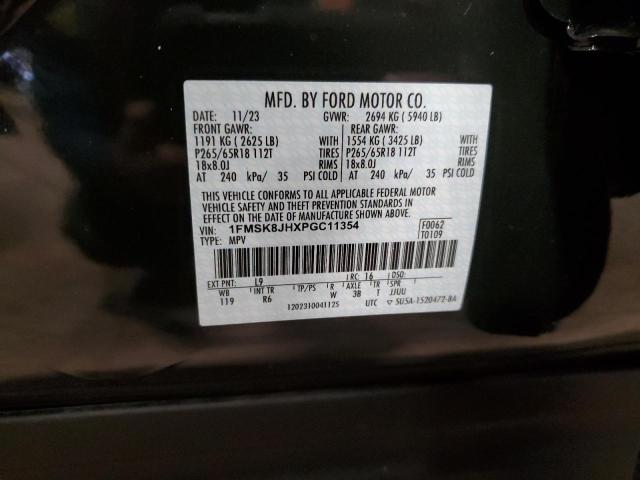 MFD. BY FORD MOTOR CO.
DATE: 11/23 GVWR: 2694 KG ( 5940 LB)
FRONT GAWR: REAR GAWR:
1191 KG ( 2625 LB) WITH 1554 KG ( 3425 LB) WITH
P265/65R18 112T TIRES P265/65R18 112T TIRES
18x8.0J RIMS 18x8.0J RIMS
AT 240 kPa/ 35 PSI COLD AT 240 kPa/ 35 PSI COLD
THIS VEHICLE CONFORMS TO ALL APPLICABLE FEDERAL MOTOR
VEHICLE SAFETY AND THEFT PREVENTION STANDARDS IN
EFFECT ON THE DATE OF MANUFACTURE SHOWN ABOVE.
VIN: 1FMSK8JHXPGC11354 F0062
TYPE: MPV T0109
EXT PNT: L9 RC: 16 DSO:
WB INT TR TP/PS R AXLE TR SPR
119 R6 W 3B T JJUU
1202310041125 UTC SU5A-1520472-BA